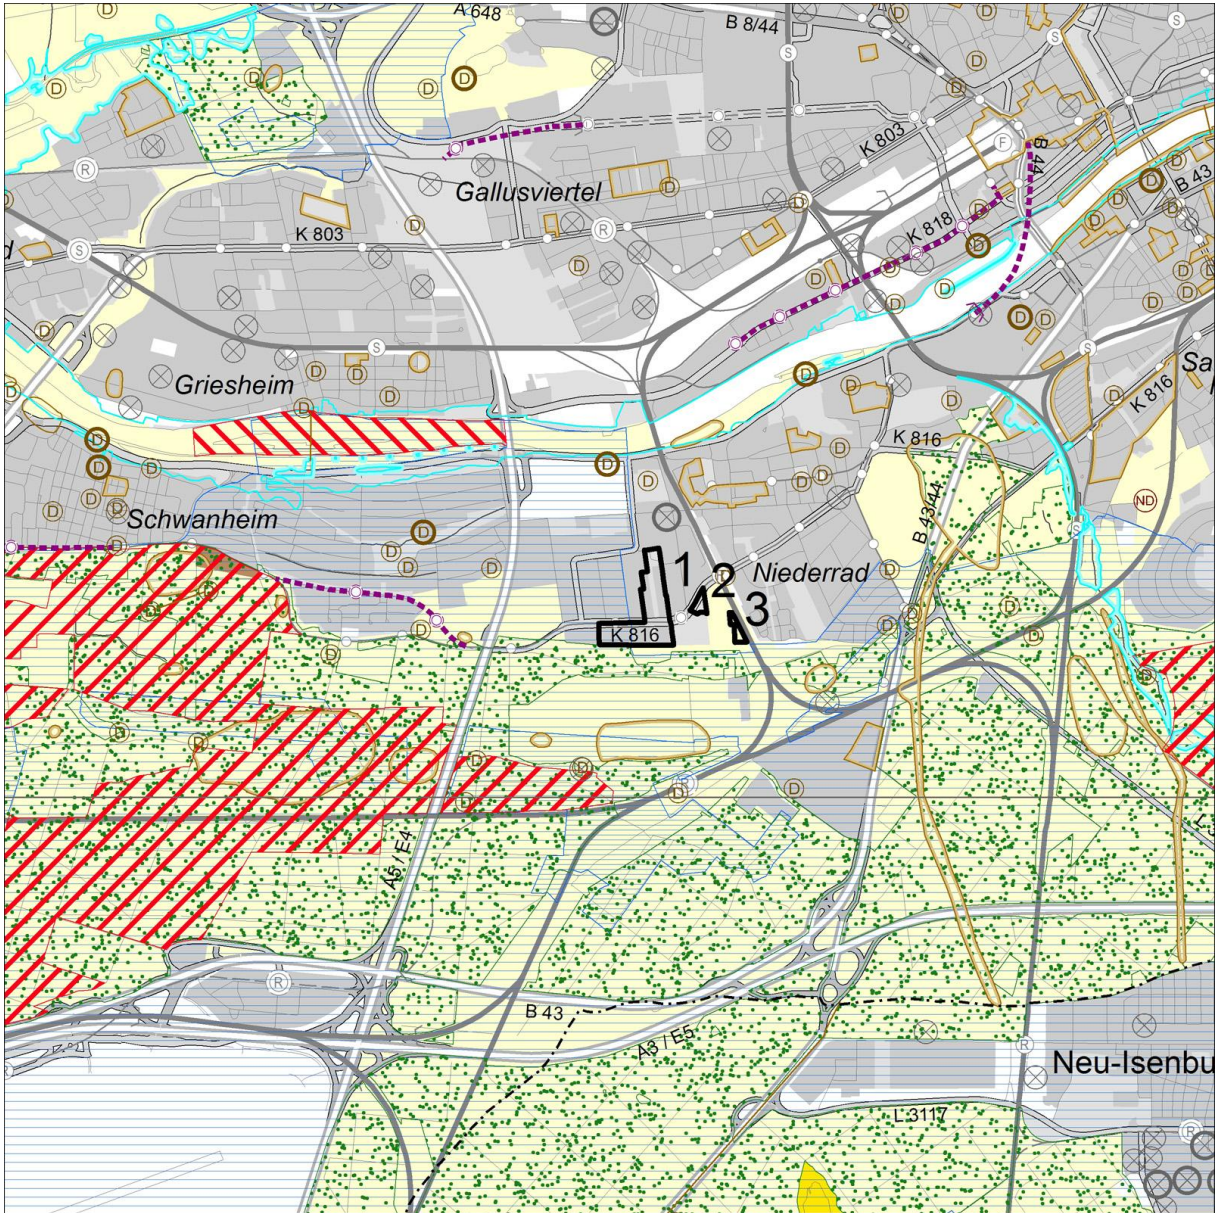 A 648
B 8/44
K 803
B 44
B 43
Gallusviertel
K 818
K 803
Griesheim
K 816
K 816
B 43/44
Schwanheim
ND
1
2
Niederrad
3
K 816
A5 / E4
B 43
A3 / E5
Neu-Isenbu
L 3117